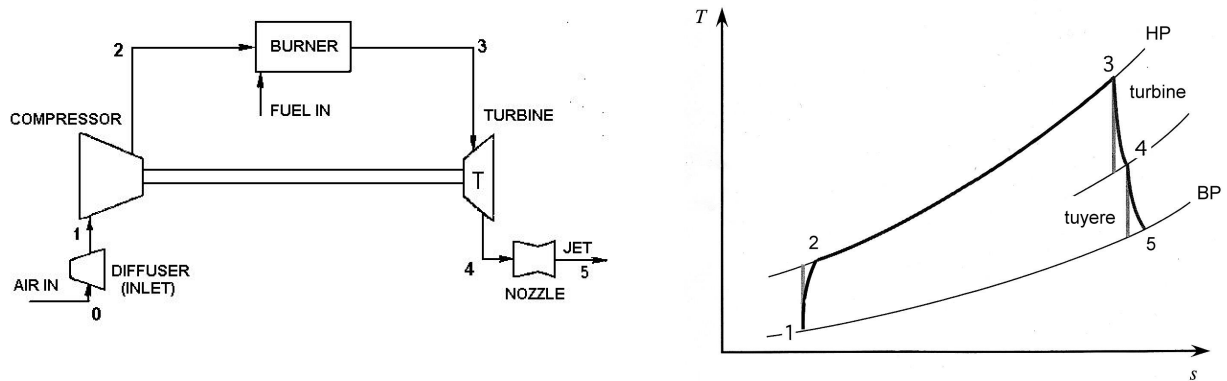 2
BURNER
3
FUEL IN
COMPRESSOR
TURBINE
T
1
AIR IN
DIFFUSER
(INLET)
0
4
JET
5
NOZZLE
T
HP
3
turbine
4
BP
tuyere
2
5
1
s